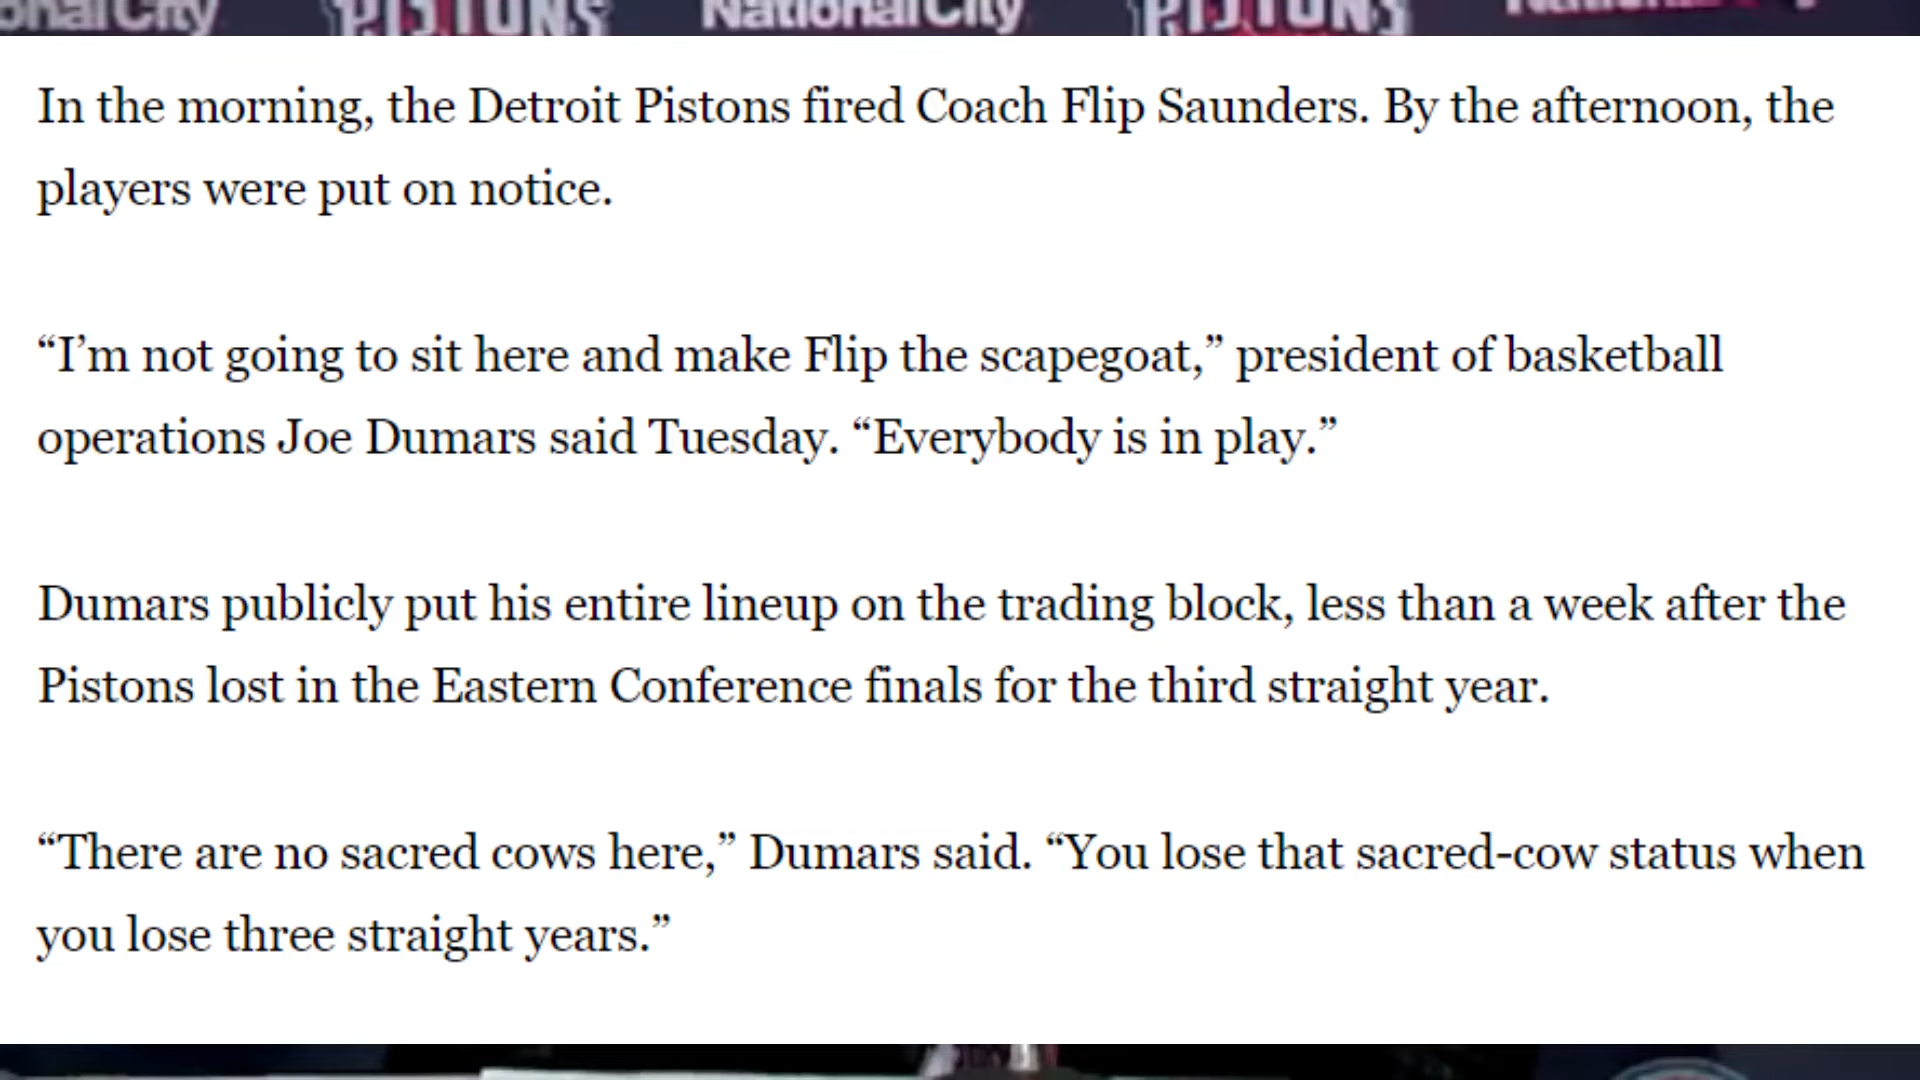 NationalCity
PISTONS
NationalCity
PISTONS
In the morning, the Detroit Pistons fired Coach Flip Saunders. By the afternoon, the
players were put on notice.
“I’m not going to sit here and make Flip the scapegoat,” president of basketball
operations Joe Dumars said Tuesday. “Everybody is in play.”
Dumars publicly put his entire lineup on the trading block, less than a week after the
Pistons lost in the Eastern Conference finals for the third straight year.
“There are no sacred cows here,” Dumars said. “You lose that sacred-cow status when
you lose three straight years.”